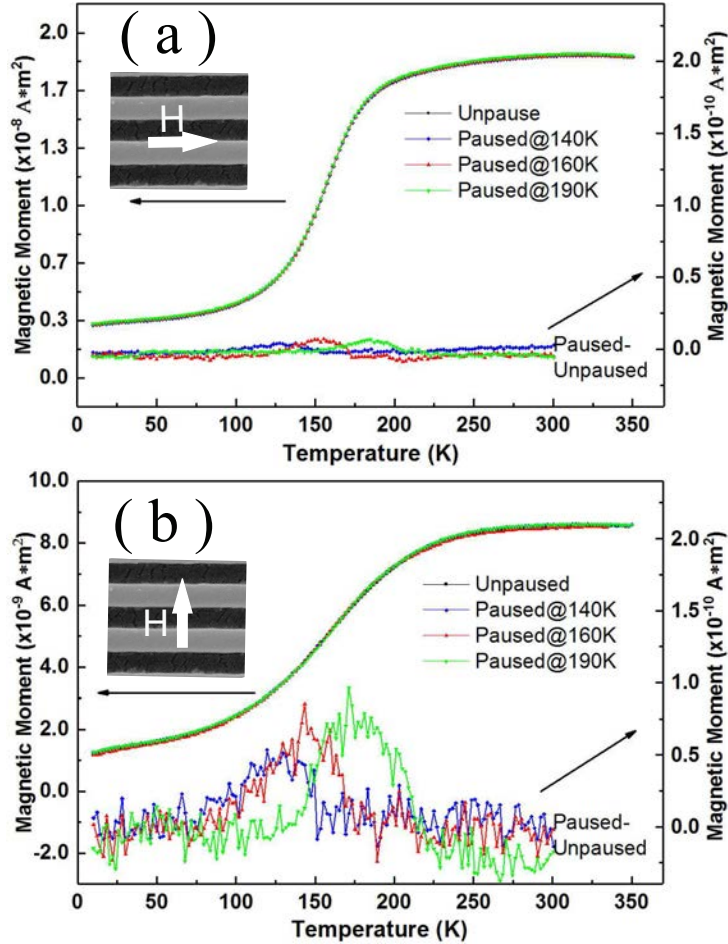 ( a )
H
Unpause
Paused@140K
Paused@160K
Paused@190K
Paused-
Unpaused
Magnetic Moment (x10⁻⁸ A*m²)
2.0
1.7
1.3
1.0
0.7
0.3
0.0
Magnetic Moment (x10⁻¹⁰ A*m²)
2.0
1.5
1.0
0.5
0.0
0 50 100 150 200 250 300 350
Temperature (K)
( b )
H
Unpaused
Paused@140K
Paused@160K
Paused@190K
Paused-
Unpaused
Magnetic Moment (x10⁻⁹ A*m²)
10.0
8.0
6.0
4.0
2.0
0.0
-2.0
Magnetic Moment (x10⁻¹⁰ A*m²)
2.0
1.5
1.0
0.5
0.0
0 50 100 150 200 250 300 350
Temperature (K)